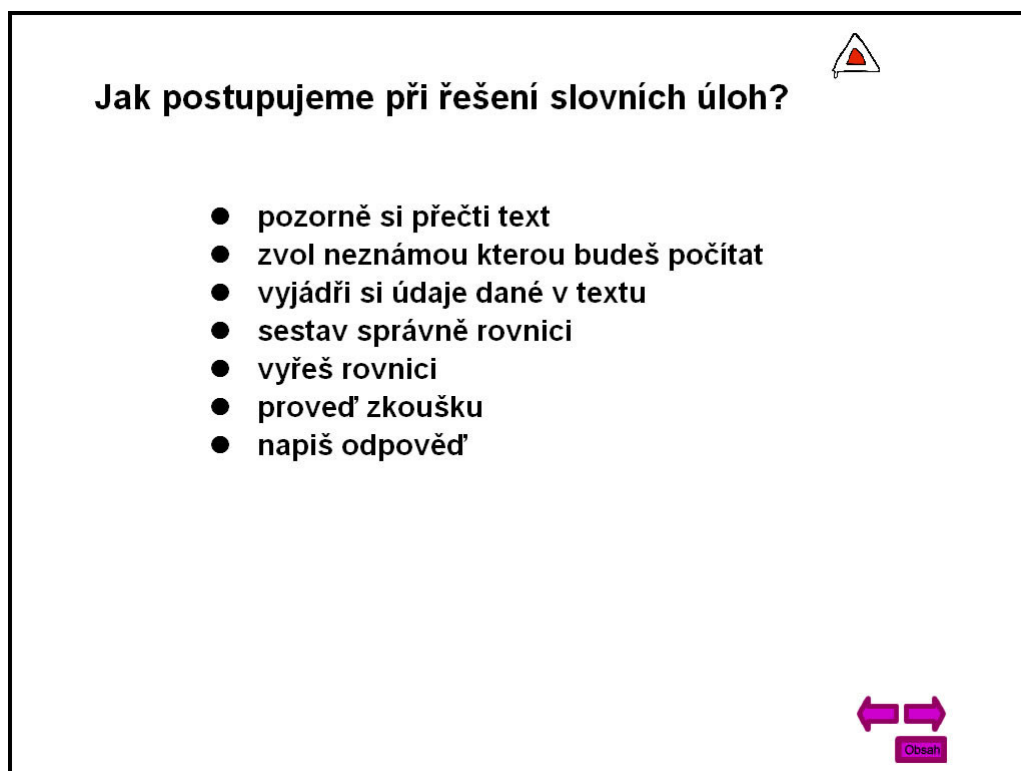 Jak postupujeme při řešení slovních úloh?
● pozorně si přečti text
● zvol neznámou kterou budeš počítat
● vyjádři si údaje dané v textu
● sestav správně rovnici
● vyřeš rovnici
● proveď zkoušku
● napiš odpověď
Obsah